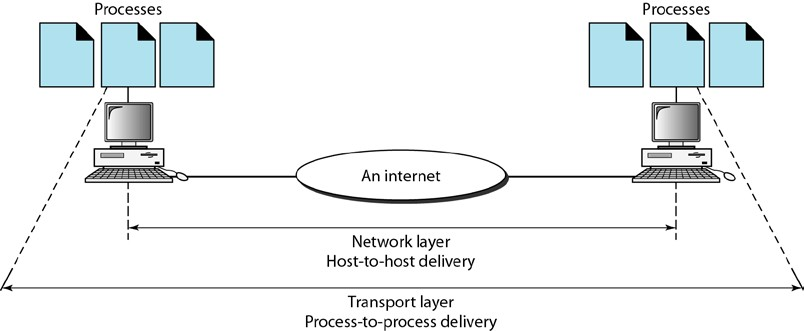 Processes
Processes
An internet
Network layer
Host-to-host delivery
Transport layer
Process-to-process delivery